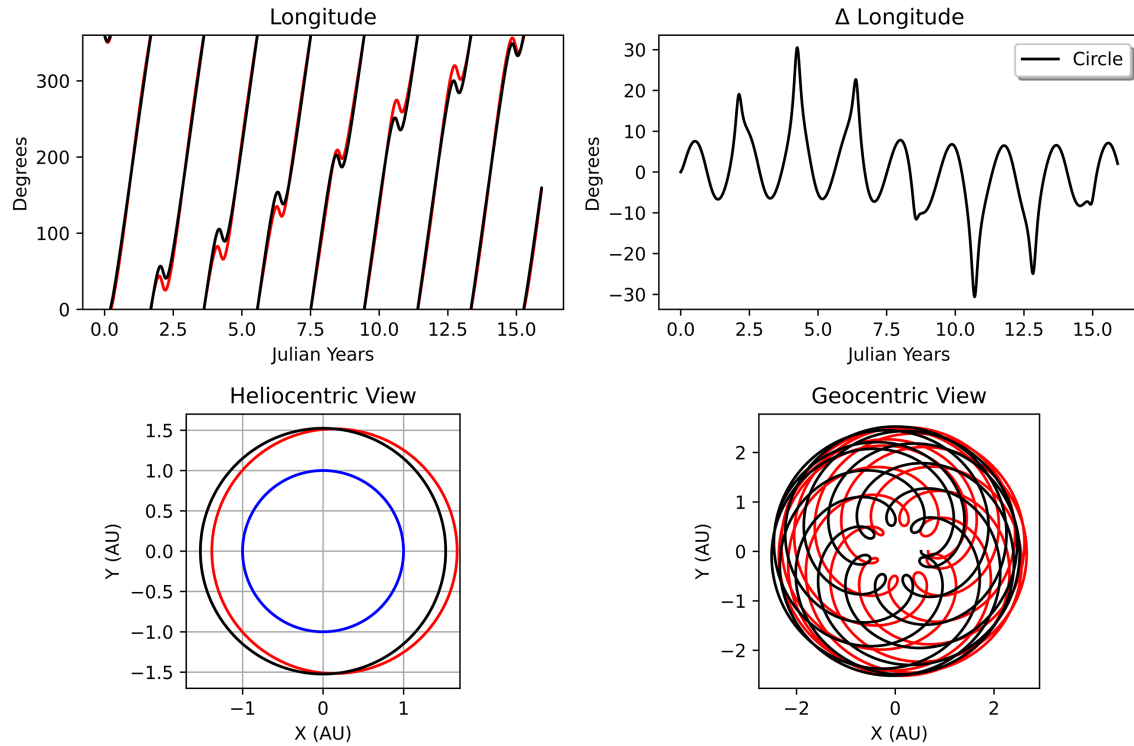 Longitude
Degrees
300
200
100
0
0.0 2.5 5.0 7.5 10.0 12.5 15.0
Julian Years
Δ Longitude
Circle
Degrees
30
20
10
0
−10
−20
−30
0.0 2.5 5.0 7.5 10.0 12.5 15.0
Julian Years
Heliocentric View
Y (AU)
1.5
1.0
0.5
0.0
−0.5
−1.0
−1.5
−1 0 1
X (AU)
Geocentric View
Y (AU)
2
1
0
−1
−2
−2 0 2
X (AU)